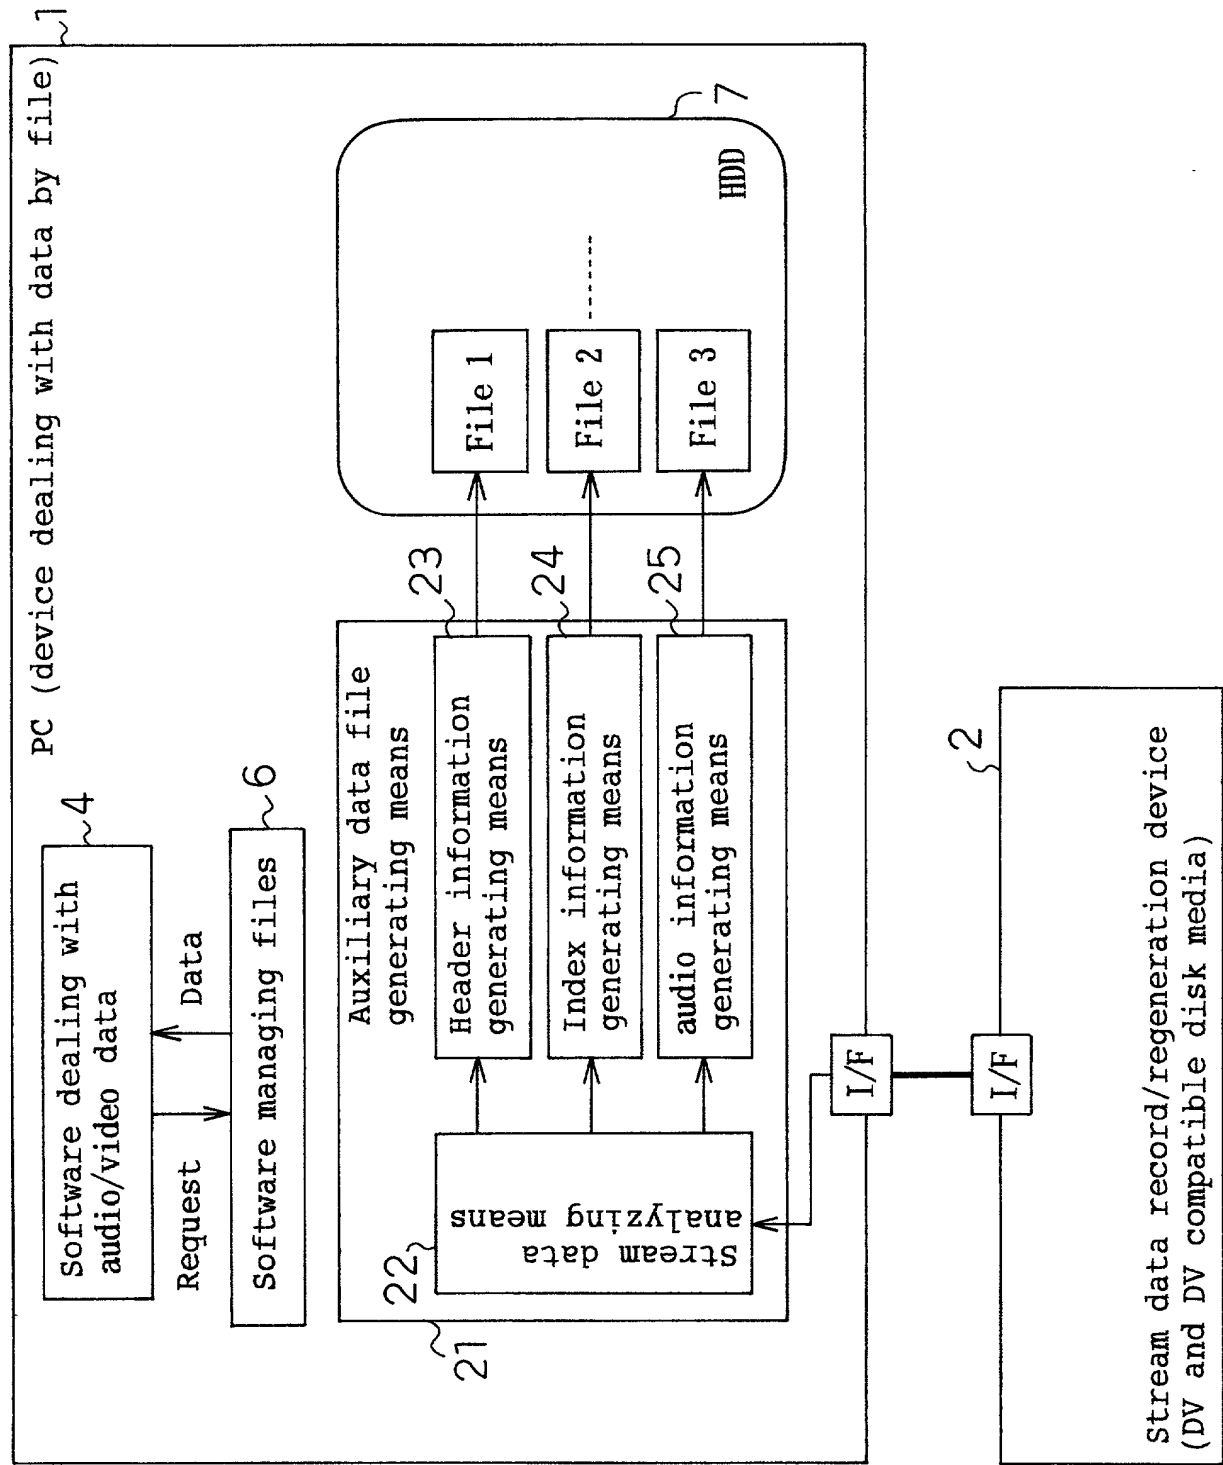 PC (device dealing with data by file)
1
Software dealing with
audio/video data
4
Request
Data
Software managing files
6
Auxiliary data file
generating means
21
Stream data
analyzing means
22
Header information
generating means
23
Index information
generating means
24
audio information
generating means
25
File 1
File 2
File 3
HDD
7
I/F
I/F
2
Stream data record/regeneration device
(DV and DV compatible disk media)